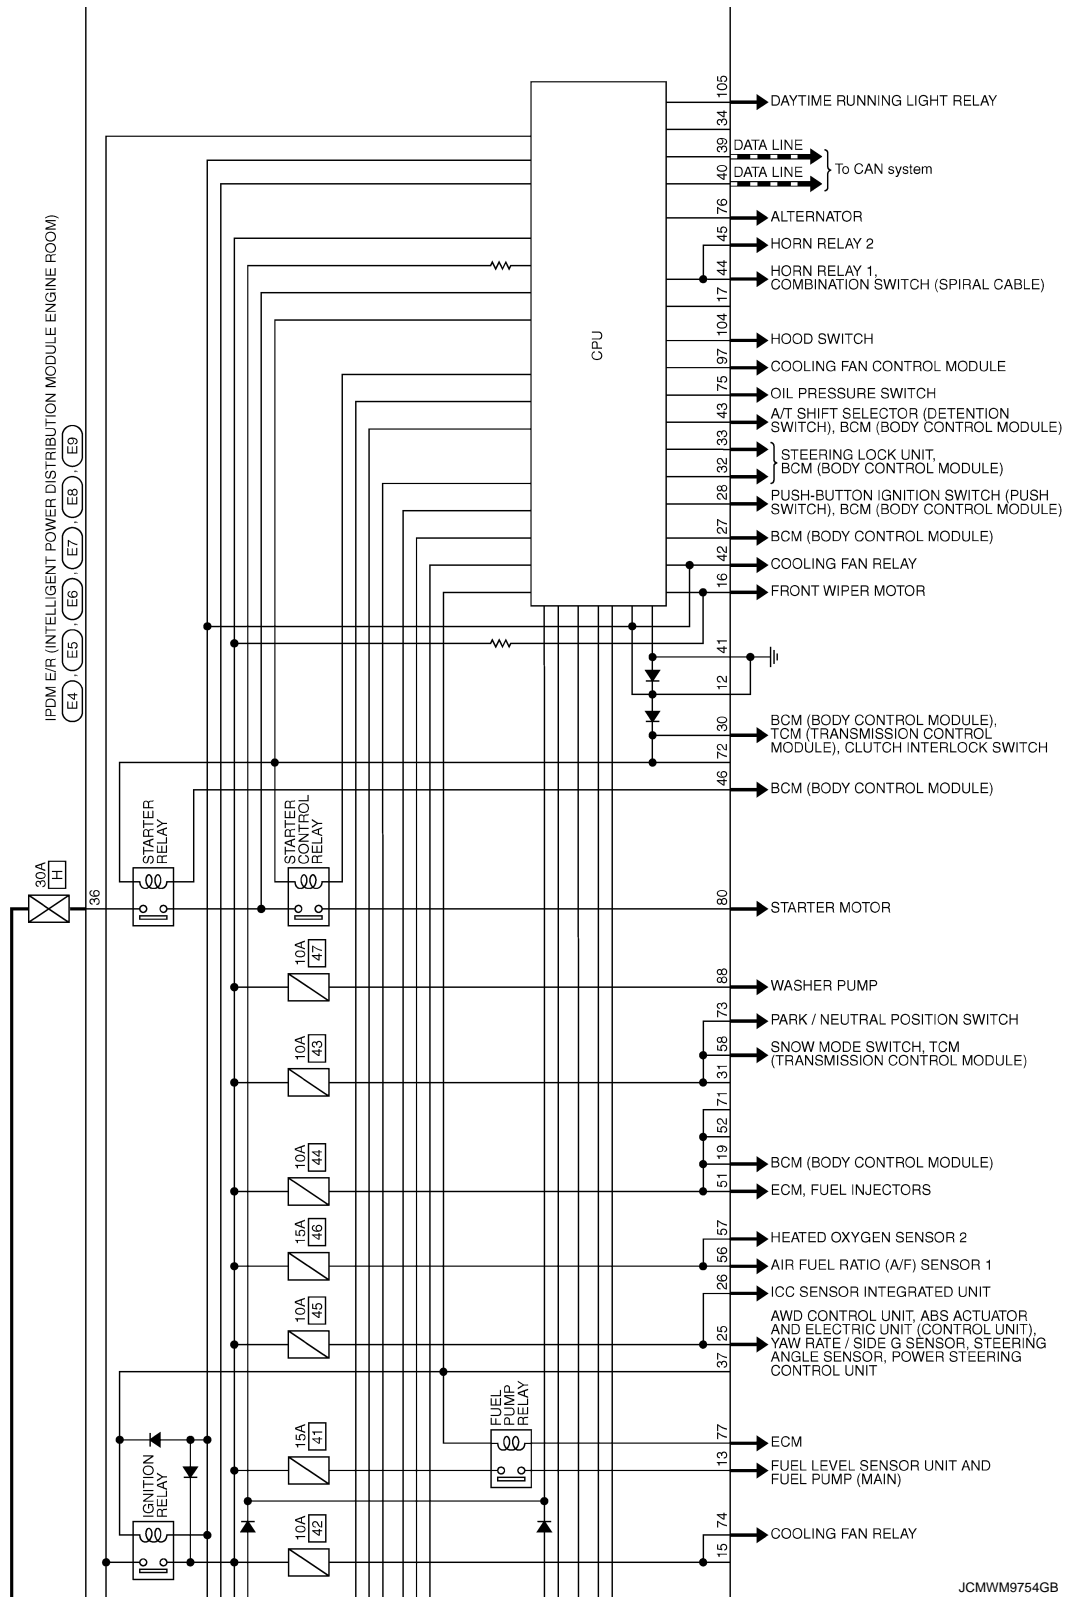 IPDM E/R (INTELLIGENT POWER DISTRIBUTION MODULE ENGINE ROOM)
E4 , E5 , E6 , E7 , E8 , E9
CPU
105
DAYTIME RUNNING LIGHT RELAY
34
39
DATA LINE
40
DATA LINE
To CAN system
76
ALTERNATOR
45
HORN RELAY 2
44
HORN RELAY 1,
COMBINATION SWITCH (SPIRAL CABLE)
17
104
HOOD SWITCH
97
COOLING FAN CONTROL MODULE
75
OIL PRESSURE SWITCH
43
A/T SHIFT SELECTOR (DETENTION
SWITCH), BCM (BODY CONTROL MODULE)
33
32
STEERING LOCK UNIT,
BCM (BODY CONTROL MODULE)
28
PUSH-BUTTON IGNITION SWITCH (PUSH
SWITCH), BCM (BODY CONTROL MODULE)
27
BCM (BODY CONTROL MODULE)
42
COOLING FAN RELAY
16
FRONT WIPER MOTOR
41
12
30
BCM (BODY CONTROL MODULE),
TCM (TRANSMISSION CONTROL
MODULE), CLUTCH INTERLOCK SWITCH
72
46
BCM (BODY CONTROL MODULE)
STARTER
RELAY
STARTER
CONTROL
RELAY
30A
H
36
80
STARTER MOTOR
10A
47
88
WASHER PUMP
73
PARK / NEUTRAL POSITION SWITCH
10A
43
58
SNOW MODE SWITCH, TCM
(TRANSMISSION CONTROL MODULE)
31
71
52
10A
44
19
BCM (BODY CONTROL MODULE)
51
ECM, FUEL INJECTORS
15A
46
57
HEATED OXYGEN SENSOR 2
56
AIR FUEL RATIO (A/F) SENSOR 1
26
ICC SENSOR INTEGRATED UNIT
10A
45
25
AWD CONTROL UNIT, ABS ACTUATOR
AND ELECTRIC UNIT (CONTROL UNIT),
YAW RATE / SIDE G SENSOR, STEERING
ANGLE SENSOR, POWER STEERING
CONTROL UNIT
37
FUEL
PUMP
RELAY
15A
41
77
ECM
13
FUEL LEVEL SENSOR UNIT AND
FUEL PUMP (MAIN)
IGNITION
RELAY
10A
42
74
COOLING FAN RELAY
15
JCMWM9754GB